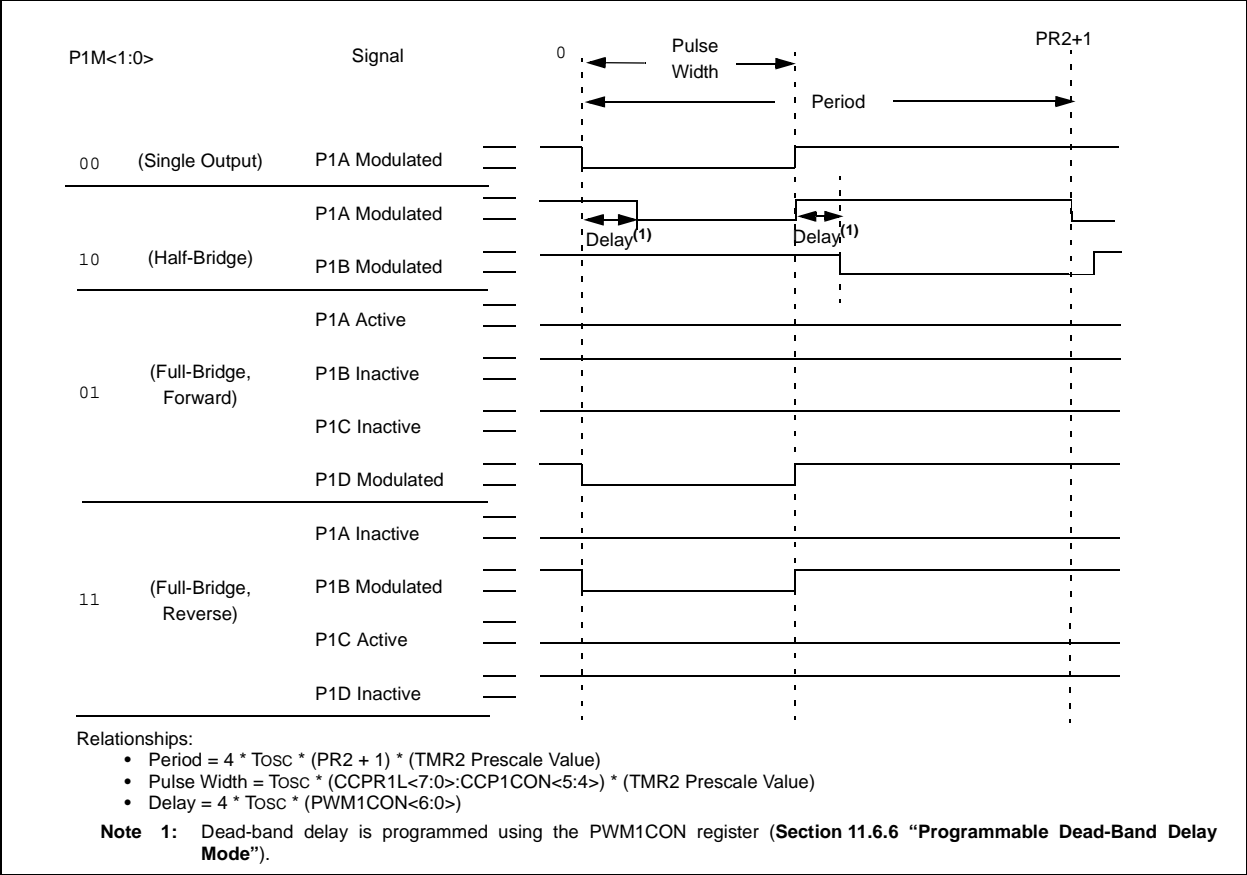 P1M<1:0> Signal 0 Pulse Width PR2+1
Period
00 (Single Output) P1A Modulated
P1A Modulated
Delay(1) Delay(1)
10 (Half-Bridge) P1B Modulated
P1A Active
01 (Full-Bridge, Forward) P1B Inactive
P1C Inactive
P1D Modulated
P1A Inactive
11 (Full-Bridge, Reverse) P1B Modulated
P1C Active
P1D Inactive
Relationships:
• Period = 4 * TOSC * (PR2 + 1) * (TMR2 Prescale Value)
• Pulse Width = TOSC * (CCPR1L<7:0>:CCP1CON<5:4>) * (TMR2 Prescale Value)
• Delay = 4 * TOSC * (PWM1CON<6:0>)
Note 1: Dead-band delay is programmed using the PWM1CON register (Section 11.6.6 “Programmable Dead-Band Delay
Mode”).